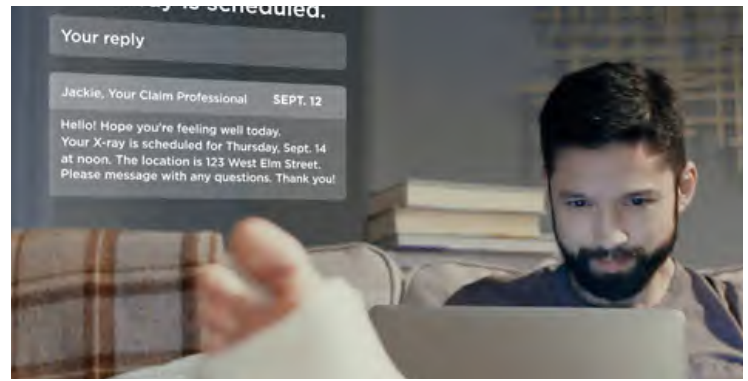 is scheduled.
Your reply
Jackie, Your Claim Professional SEPT. 12
Hello! Hope you're feeling well today.
Your X-ray is scheduled for Thursday, Sept. 14
at noon. The location is 123 West Elm Street.
Please message with any questions. Thank you!